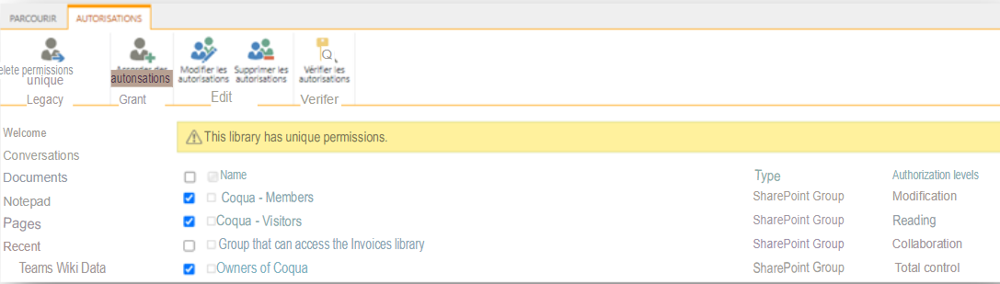 PARCOURIR AUTORISATIONS
elete permissions
unique
Accorder des
autonsations
Modifier les
autorisations
Supprimer les
autorisations
Vérifier les
autorisations
Legacy
Grant
Edit
Verifer
Welcome
Conversations
Documents
Notepad
Pages
Recent
Teams Wiki Data
This library has unique permissions.
Name Type Authorization levels
Coqua - Members SharePoint Group Modification
Coqua - Visitors SharePoint Group Reading
Group that can access the Invoices library SharePoint Group Collaboration
Owners of Coqua SharePoint Group Total control